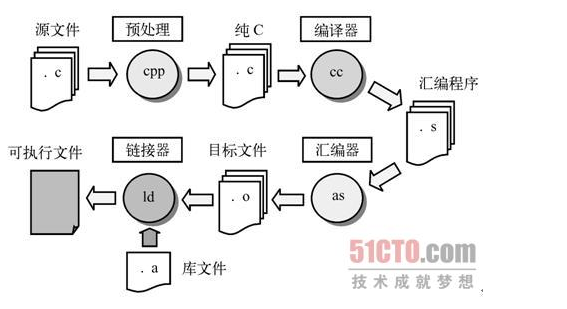 源文件
预处理
纯C
编译器
.c
cpp
.c
cc
汇编程序
.s
可执行文件
链接器
目标文件
汇编器
ld
.o
as
.a
库文件
51CTO.com
技术成就梦想